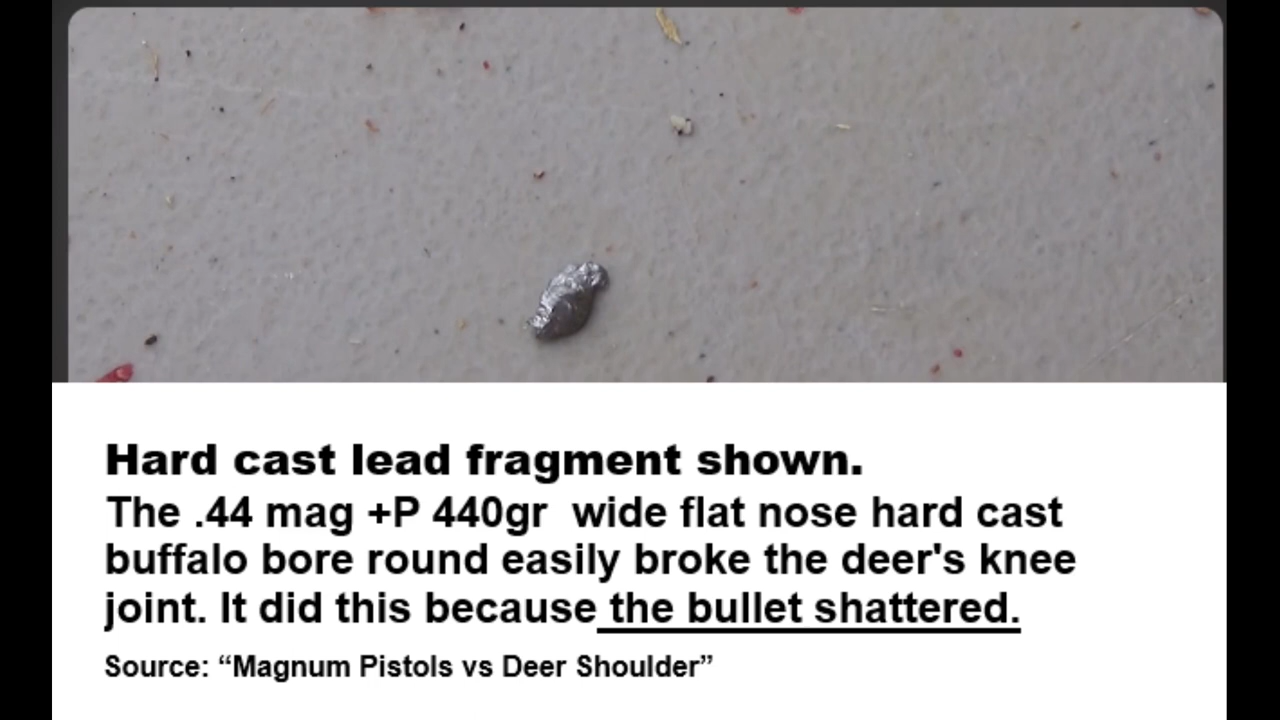 Hard cast lead fragment shown.
The .44 mag +P 440gr  wide flat nose hard cast
buffalo bore round easily broke the deer's knee
joint. It did this because the bullet shattered.
Source: “Magnum Pistols vs Deer Shoulder”